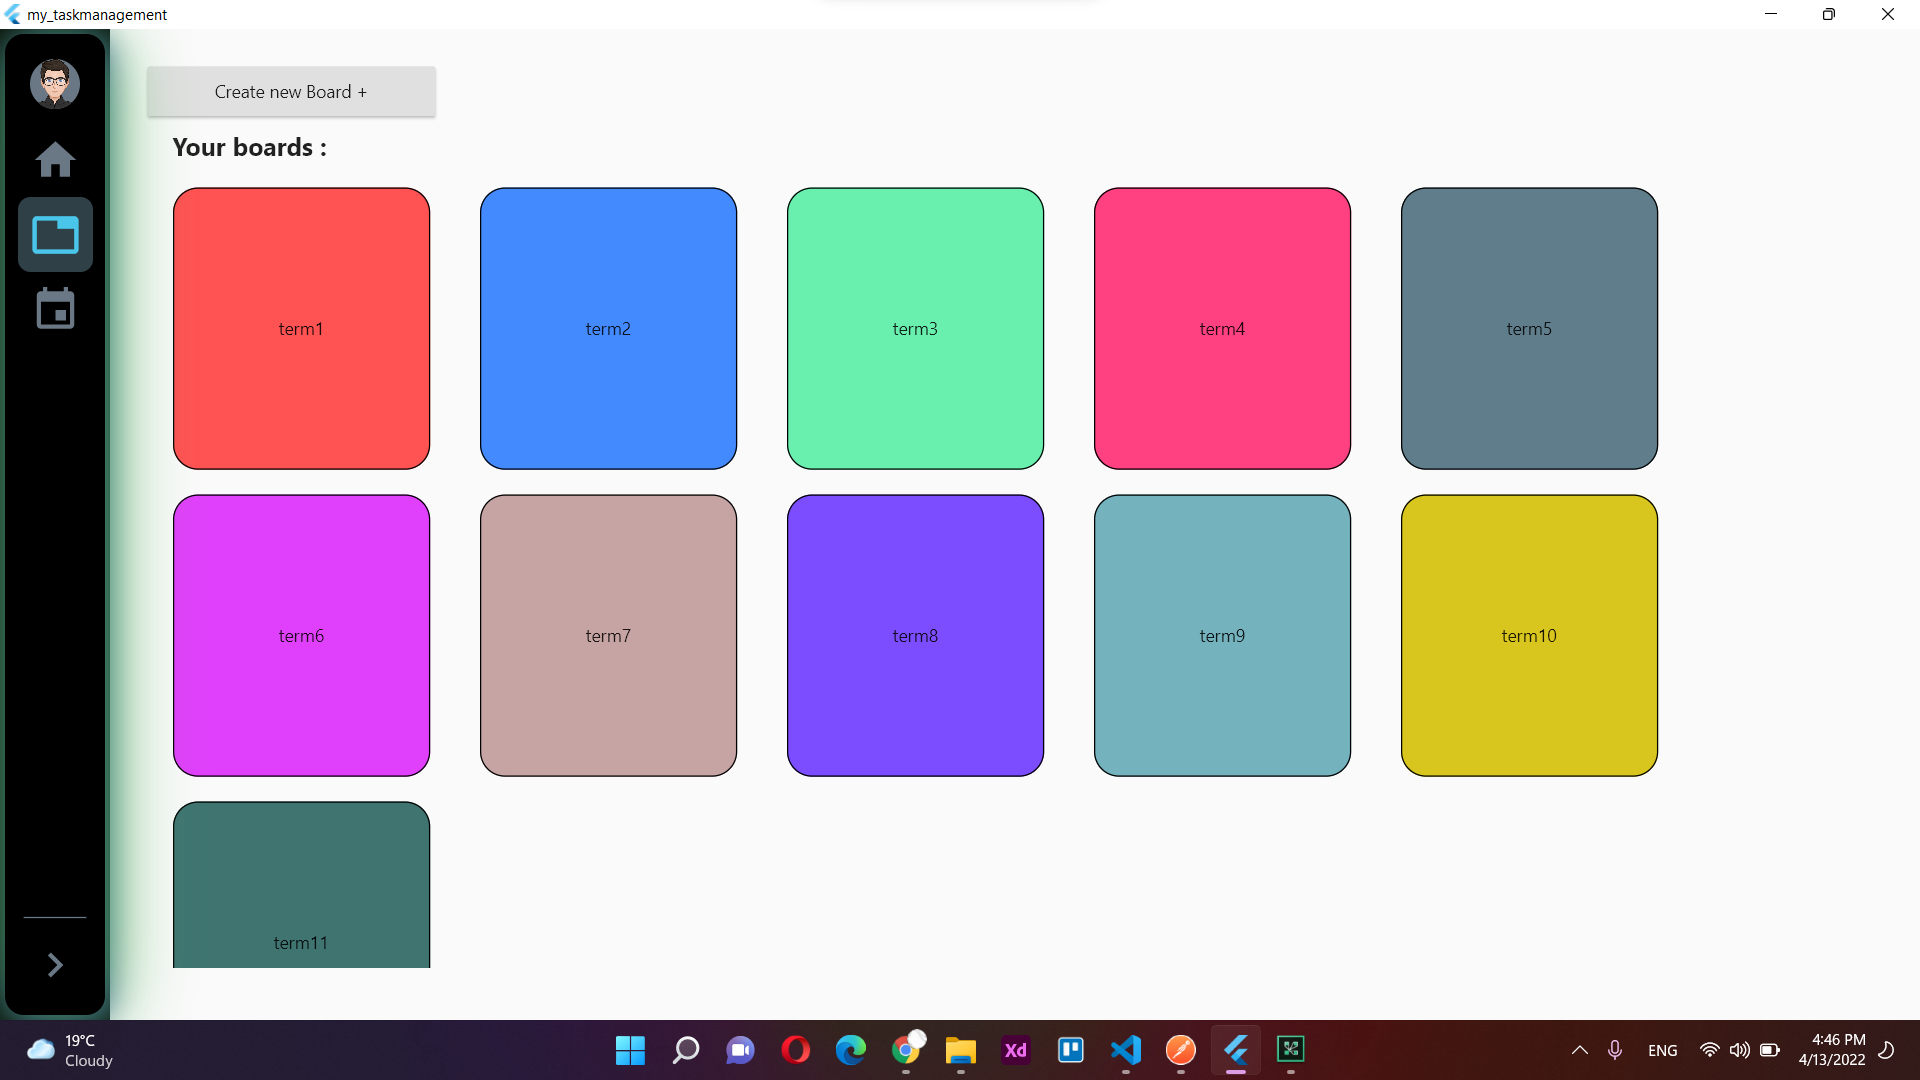 my_taskmanagement
Create new Board +
Your boards :
term1
term2
term3
term4
term5
term6
term7
term8
term9
term10
term11
19°C
Cloudy
Xd
ENG
4:46 PM
4/13/2022